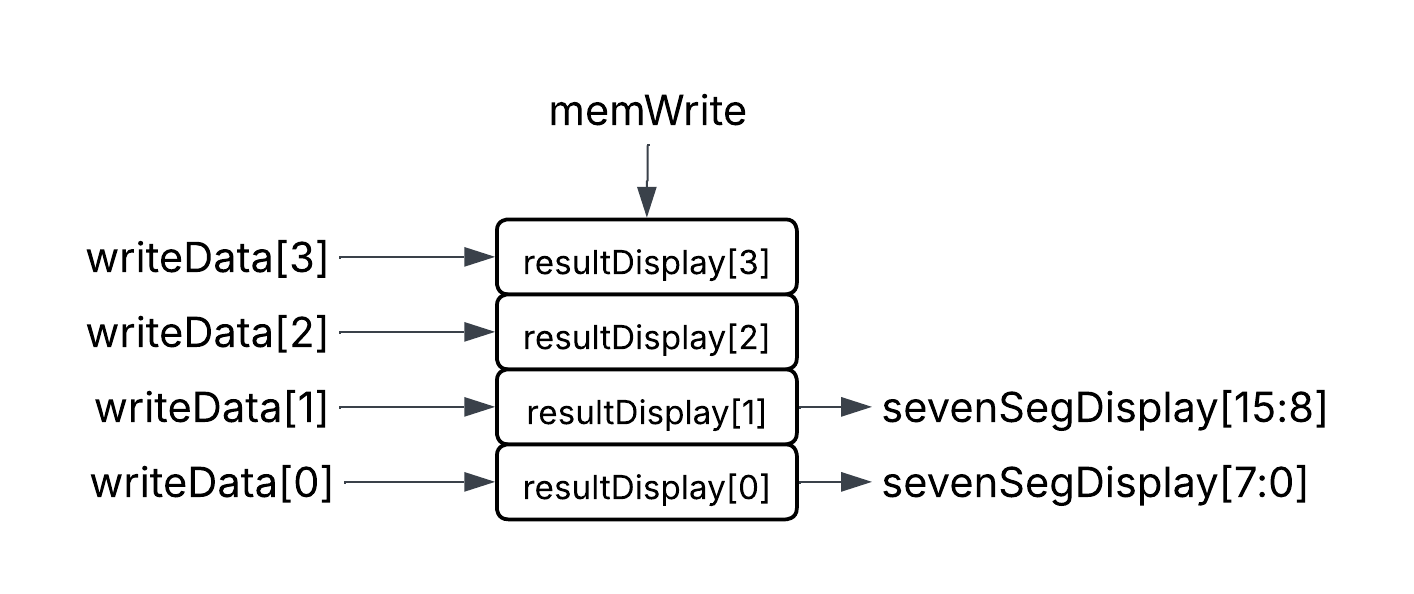 memWrite
writeData[3] resultDisplay[3]
writeData[2] resultDisplay[2]
writeData[1] resultDisplay[1] sevenSegDisplay[15:8]
writeData[0] resultDisplay[0] sevenSegDisplay[7:0]